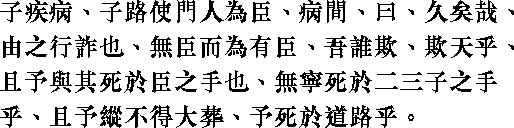 子疾病、子路使門人為臣、病間、曰、久矣哉、
由之行詐也、無臣而為有臣、吾誰欺、欺天乎、
且予與其死於臣之手也、無寧死於二三子之手
乎、且予縱不得大葬、予死於道路乎。